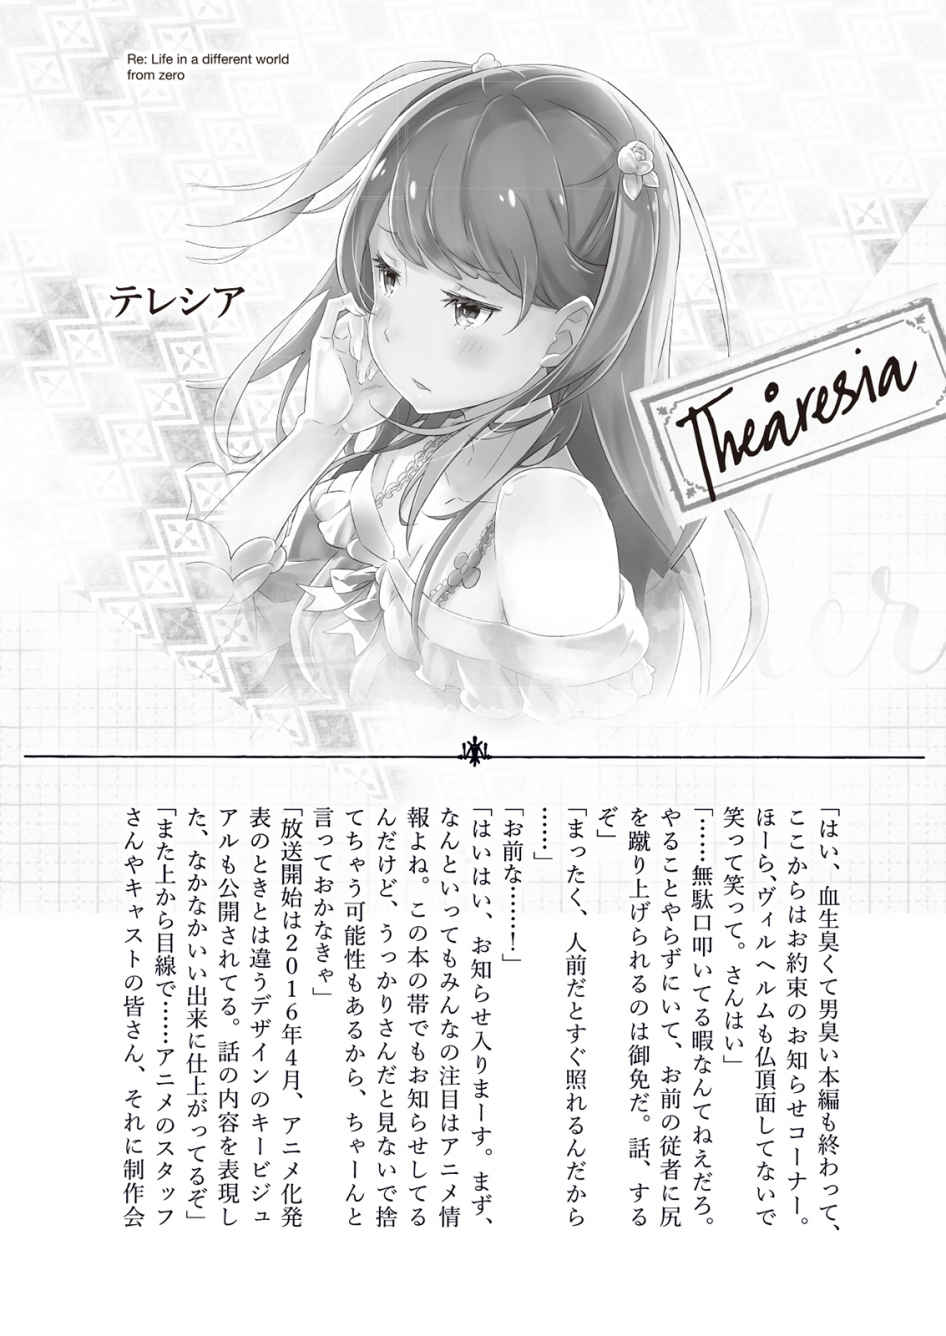 Re: Life in a different world
from zero
テレシア
Thearesia
「はい、血生臭くて男臭い本編も終わって、
ここからはお約束のお知らせコーナー。
ほーら、ヴィルヘルムも仏頂面してないで
笑って笑って。さんはい」
「……無駄口叩いてる暇なんてねえだろ。
やることやらずにいて、お前の従者に尻
を蹴り上げられるのは御免だ。話、する
ぞ」
「まったく、人前だとすぐ照れるんだから
……」
「お前な……！」
「はいはい、お知らせ入りまーす。まず、
なんといってもみんなの注目はアニメ情
報よね。この本の帯でもお知らせしてる
んだけど、うっかりさんだと見ないで捨
てちゃう可能性もあるから、ちゃーんと
言っておかなきゃ」
「放送開始は2016年4月、アニメ化発
表のときとは違うデザインのキービジュ
アルも公開されてる。話の内容を表現し
た、なかなかいい出来に仕上がってるぞ」
「また上から目線で……アニメのスタッフ
さんやキャストの皆さん、それに制作会